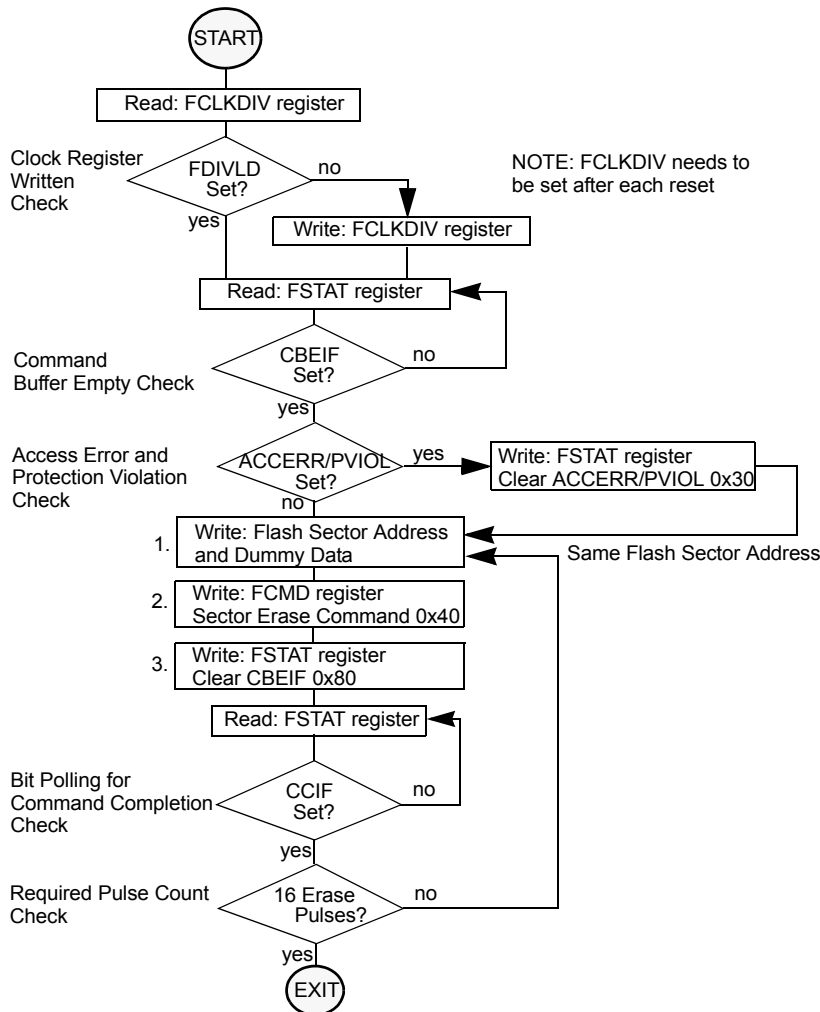 START
Read: FCLKDIV register
Clock Register
Written
Check
FDIVLD
Set?
no
yes
NOTE: FCLKDIV needs to
be set after each reset
Write: FCLKDIV register
Read: FSTAT register
Command
Buffer Empty Check
CBEIF
Set?
no
yes
Access Error and
Protection Violation
Check
ACCERR/PVIOL
Set?
yes
no
Write: FSTAT register
Clear ACCERR/PVIOL 0x30
1.
Write: Flash Sector Address
and Dummy Data
Same Flash Sector Address
2.
Write: FCMD register
Sector Erase Command 0x40
3.
Write: FSTAT register
Clear CBEIF 0x80
Read: FSTAT register
Bit Polling for
Command Completion
Check
CCIF
Set?
no
yes
Required Pulse Count
Check
16 Erase
Pulses?
no
yes
EXIT